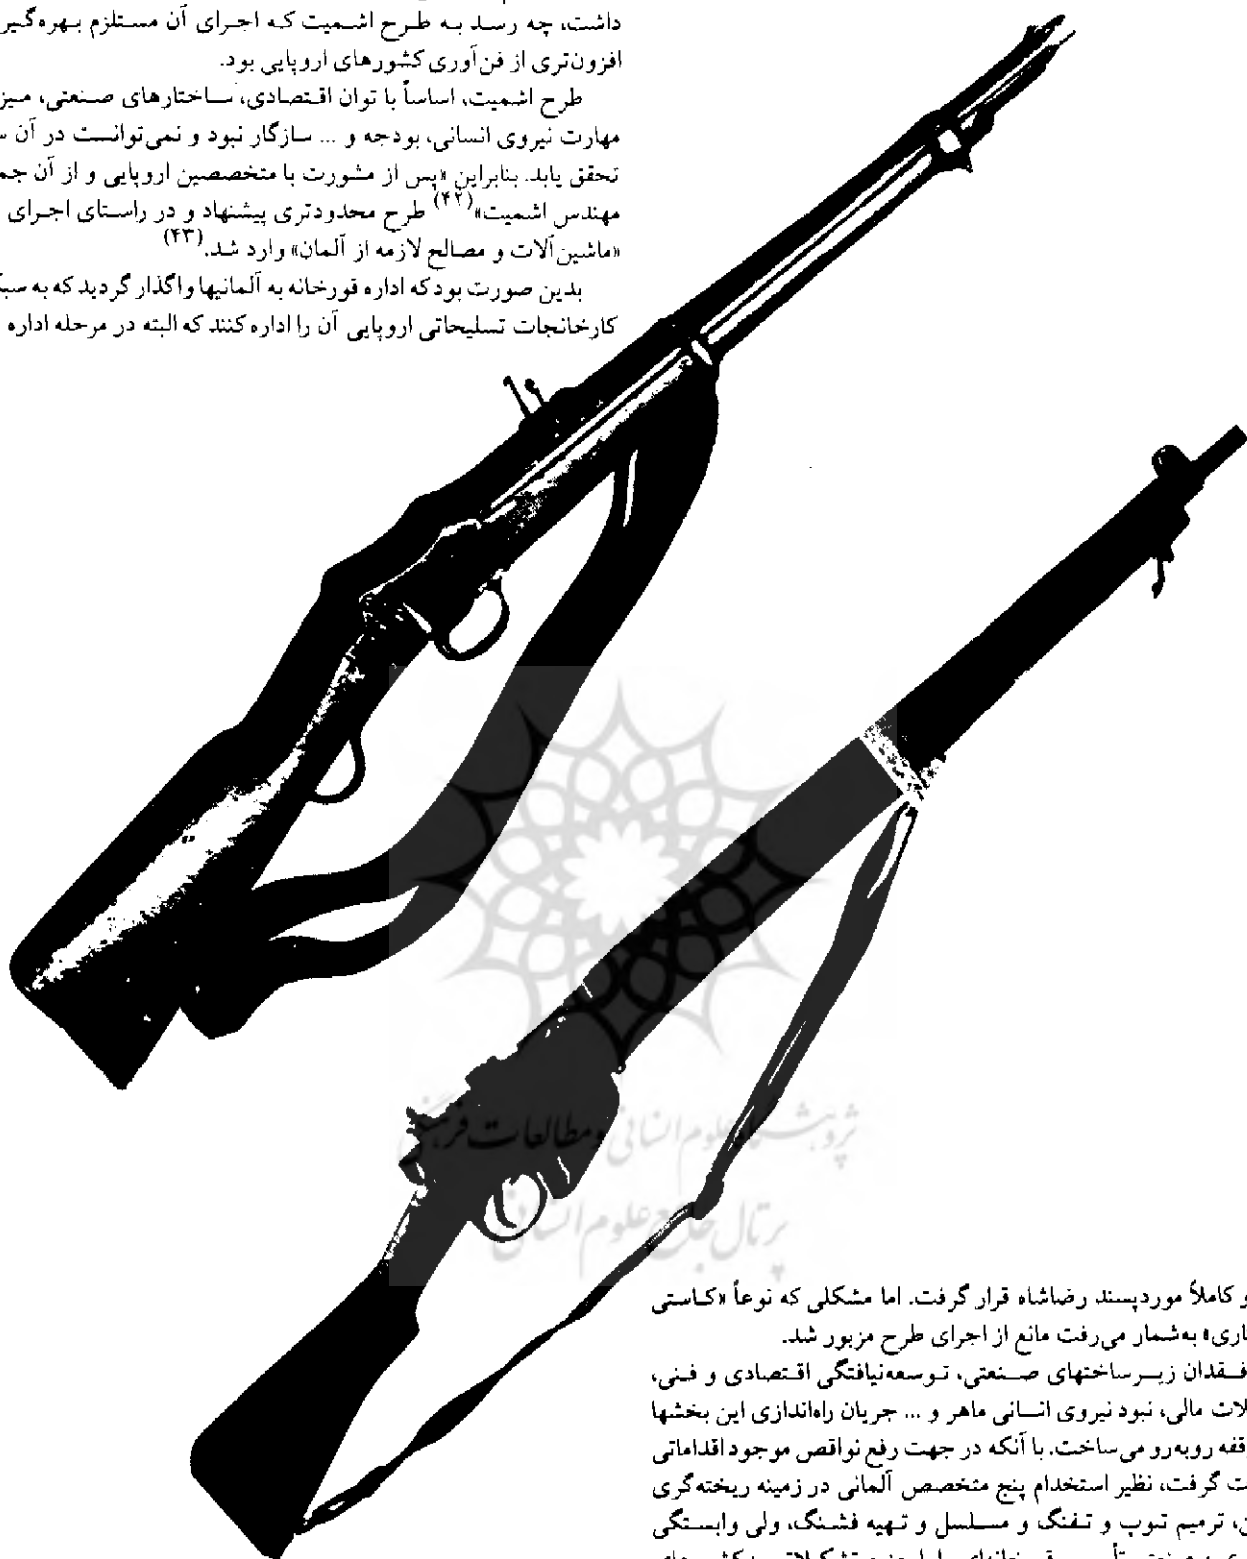 داشت، چه رسد به طرح اشمیت که اجرای آن مستلزم بهره‌گیر
افزون‌تری از فن‌آوری کشورهای اروپایی بود.
طرح اشمیت، اساساً با توان اقتصادی، ساختارهای صنعتی، میز
مهارت نیروی انسانی، بودجه و ... سازگار نبود و نمی‌توانست در آن س
تحقق یابد. بنابراین «پس از مشورت با متخصصین اروپایی و از آن جم
مهندس اشمیت»(۴۲) طرح محدودتری پیشنهاد و در راستای اجرای
«ماشین‌آلات و مصالح لازمه از آلمان» وارد شد.(۴۳)
بدین صورت بود که اداره قورخانه به آلمانیها واگذار گردید که به سبک
کارخانجات تسلیحاتی اروپایی آن را اداره کنند که البته در مرحله اداره
پژوهشگاه علوم انسانی و مطالعات فرهنگی
پرتال جامع علوم انسانی
و کاملاً موردپسند رضاشاه قرار گرفت. اما مشکلی که نوعاً «کاستی
اری» به‌شمار می‌رفت مانع از اجرای طرح مزبور شد.
فقدان زیرساختهای صنعتی، توسعه‌نیافتگی اقتصادی و فنی،
لات مالی، نبود نیروی انسانی ماهر و ... جریان راه‌اندازی این بخشها
قفه روبه‌رو می‌ساخت. با آنکه در جهت رفع نواقص موجود اقداماتی
ت گرفت، نظیر استخدام پنج متخصص آلمانی در زمینه ریخته‌گری
ن، ترمیم توپ و تفنگ و مسلسل و تهیه فشنگ، ولی وابستگی